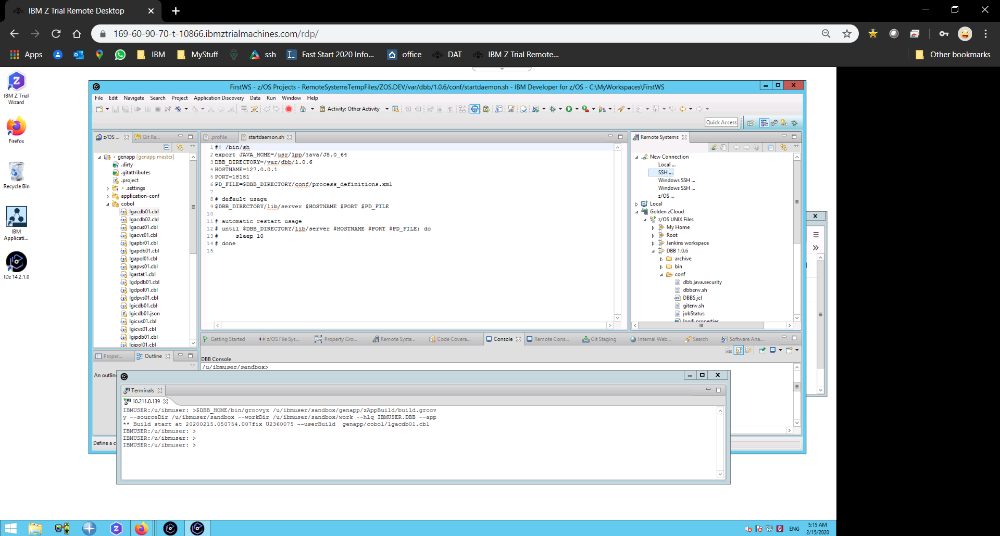 IBM Z Trial Remote Desktop
169-60-90-70-t-10866.ibmztrialmachines.com/rdp/
Apps
IBM
MyStuff
ssh
Fast Start 2020 Info...
office
DAT
IBM Z Trial Remote...
Other bookmarks
IBM Z Trial
Wizard
Firefox
Recycle Bin
IBM
Applicati...
IDz 14.2.1.0
FirstWS - z/OS Projects - RemoteSystemsTempFiles/ZOS.DEV/var/dbb/1.0.6/conf/startdaemon.sh - IBM Developer for z/OS - C:\MyWorkspaces\FirstWS
File Edit Navigate Search Project Application Discovery Data Run Window Help
Activity: Other Activity
Quick Access
z/OS ...
Git Re...
genapp [genapp master]
.dirty
.gitattributes
.project
> .settings
application-conf
cobol
lgacdb01.cbl
lgacdb02.cbl
lgacus01.cbl
lgacvs01.cbl
lgapbr01.cbl
lgapdb01.cbl
lgapol01.cbl
lgapvs01.cbl
lgastat1.cbl
lgdpdb01.cbl
lgdpol01.cbl
lgdpvs01.cbl
lgicdb01.cbl
lgicdb01.json
lgicus01.cbl
lgicvs01.cbl
lgipdb01.cbl
lgipol01.cbl
.profile
startdaemon.sh
1 #! /bin/sh
2 export JAVA_HOME=/usr/lpp/java/J8.0_64
3 DBB_DIRECTORY=/var/dbb/1.0.6
4 HOSTNAME=127.0.0.1
5 PORT=18181
6 PD_FILE=$DBB_DIRECTORY/conf/process_definitions.xml
7
8 # default usage
9 $DBB_DIRECTORY/lib/server $HOSTNAME $PORT $PD_FILE
10
11 # automatic restart usage
12 # until $DBB_DIRECTORY/lib/server $HOSTNAME $PORT $PD_FILE; do
13 #     sleep 10
14 # done
15
Remote Systems
New Connection
Local ...
SSH ...
Windows SSH ...
Windows SSH ...
z/OS ...
Local
Golden zCloud
z/OS UNIX Files
My Home
Root
Jenkins workspace
DBB 1.0.6
archive
bin
conf
dbb.java.security
dbbenv.sh
DBBS.jcl
gitenv.sh
jobStatus
log4j.properties
Getting Started
z/OS File Sys...
Property Gro...
Remote Syste...
Code Covera...
Console
Remote Cons...
Git Staging
Internal Web...
Search
Software Ana...
Proper...
Outline
DBB Console
/u/ibmuser/sandbox>
An outlin
Define a c
Terminals
10.211.0.139
IBMUSER:/u/ibmuser: >$DBB_HOME/bin/groovyz /u/ibmuser/sandbox/genapp/zAppBuild/build.groov
y --sourceDir /u/ibmuser/sandbox --workDir /u/ibmuser/sandbox/work --hlq IBMUSER.DBB --app
** Build start at 20200215.050754.007fix U2360075 --userBuild  genapp/cobol/lgacdb01.cbl
IBMUSER:/u/ibmuser: >
IBMUSER:/u/ibmuser: >
IBMUSER:/u/ibmuser: >
ENG
5:15 AM
2/15/2020